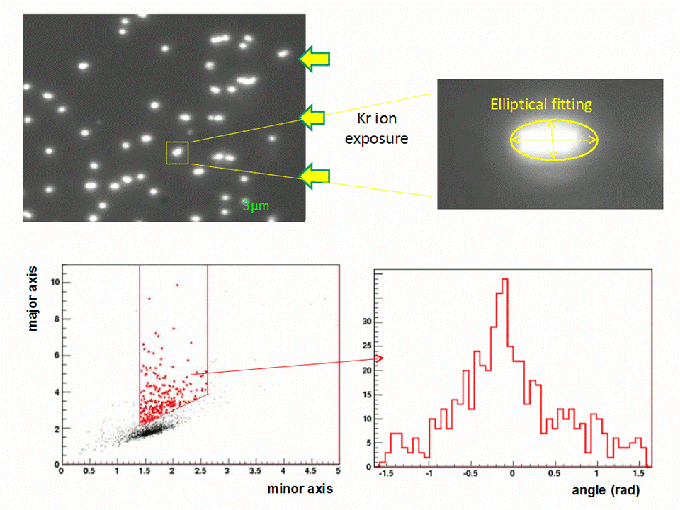 Elliptical fitting
Kr ion
exposure
3μm
major axis
10
8
6
4
2
0
0 0.5 1 1.5 2 2.5 3 3.5 4 4.5 5
minor axis
35
30
25
20
15
10
5
0
-1.5 -1 -0.5 0 0.5 1 1.5
angle (rad)